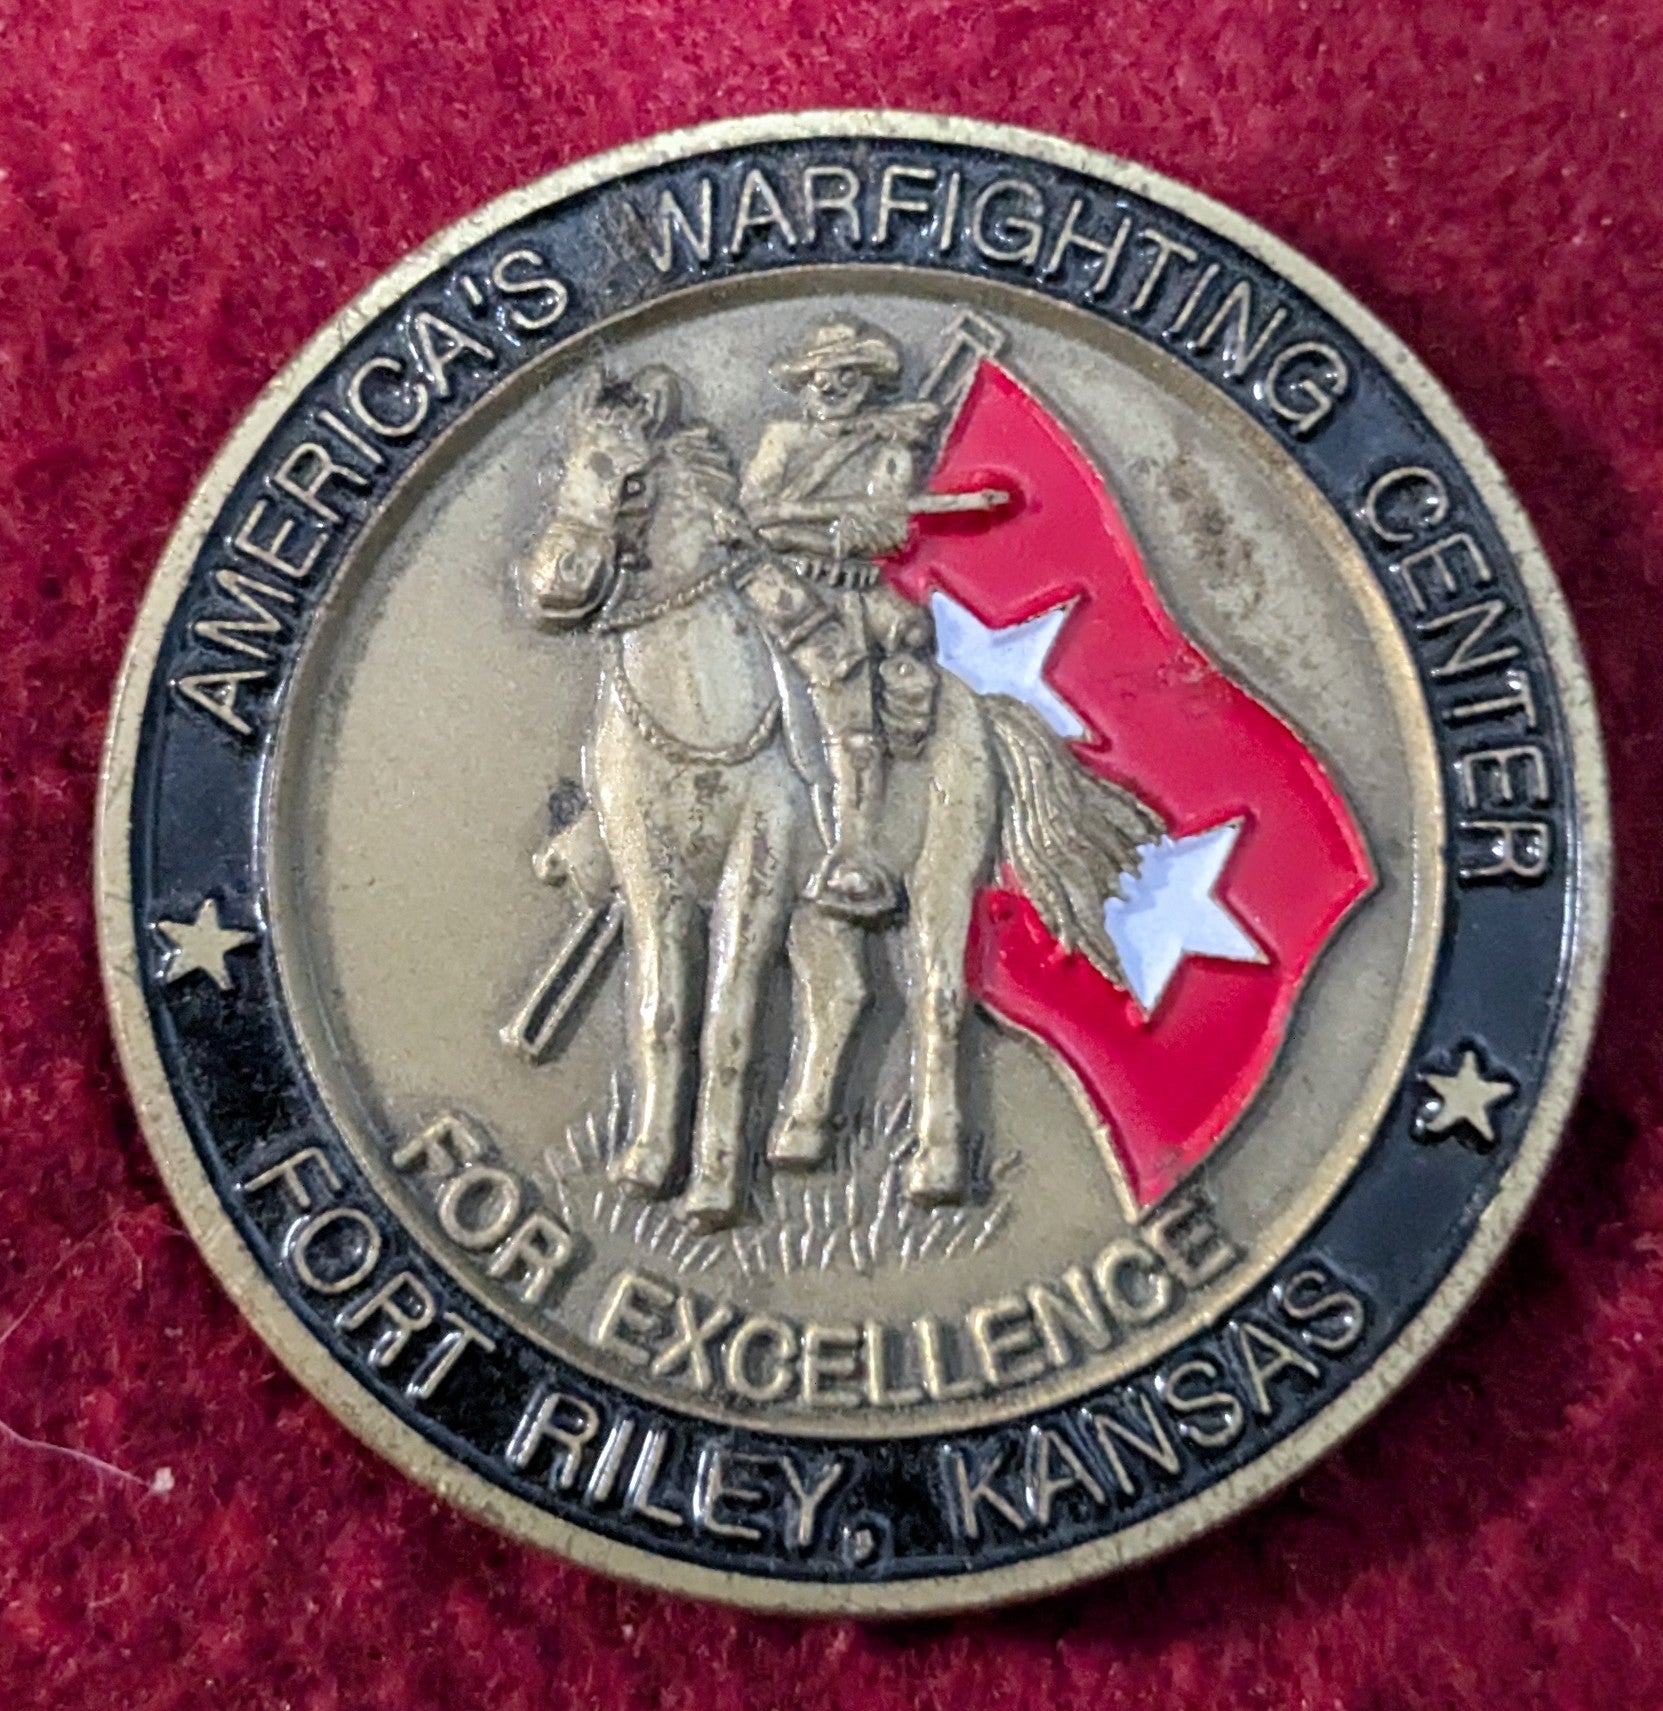 AMERICA'S WARFIGHTING CENTER
FOR EXCELLENCE
FORT RILEY, KANSAS